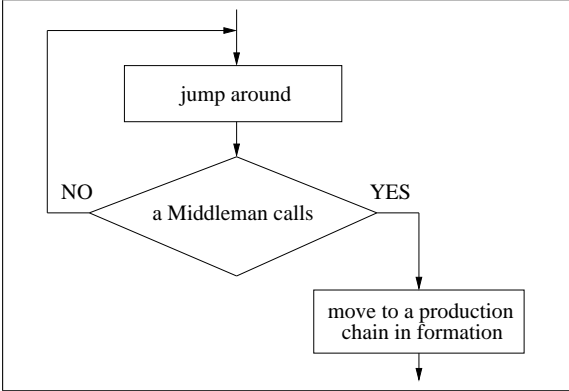 jump around
NO
YES
a Middleman calls
move to a production
chain in formation